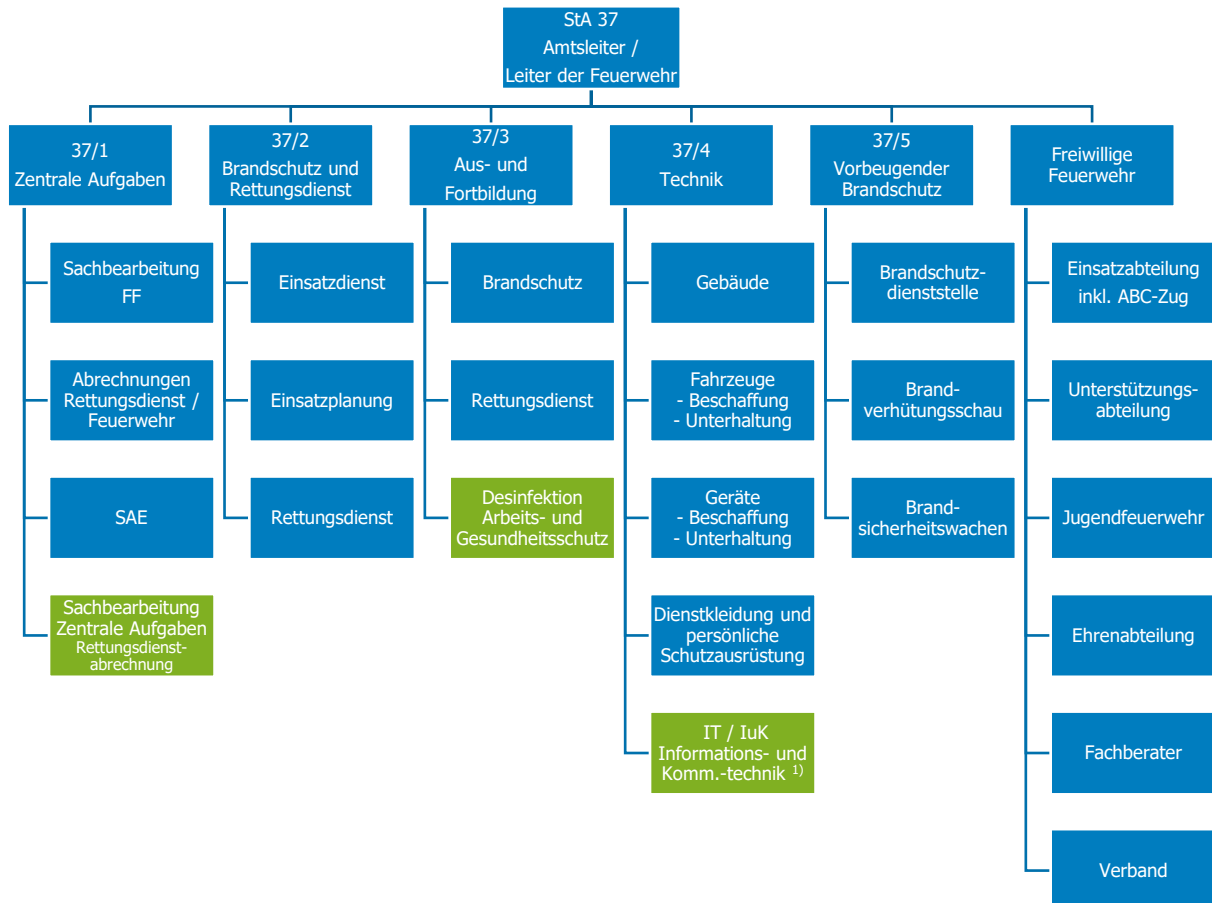 StA 37
Amtsleiter /
Leiter der Feuerwehr
37/1
Zentrale Aufgaben
37/2
Brandschutz und
Rettungsdienst
37/3
Aus- und
Fortbildung
37/4
Technik
37/5
Vorbeugender
Brandschutz
Freiwillige
Feuerwehr
Sachbearbeitung
FF
Abrechnungen
Rettungsdienst /
Feuerwehr
SAE
Sachbearbeitung
Zentrale Aufgaben
Rettungsdienst-
abrechnung
Einsatzdienst
Einsatzplanung
Rettungsdienst
Brandschutz
Rettungsdienst
Desinfektion
Arbeits- und
Gesundheitsschutz
Gebäude
Fahrzeuge
- Beschaffung
- Unterhaltung
Geräte
- Beschaffung
- Unterhaltung
Dienstkleidung und
persönliche
Schutzausrüstung
IT / IuK
Informations- und
Komm.-technik 1)
Brandschutz-
dienststelle
Brand-
verhütungsschau
Brand-
sicherheitswachen
Einsatzabteilung
inkl. ABC-Zug
Unterstützungs-
abteilung
Jugendfeuerwehr
Ehrenabteilung
Fachberater
Verband